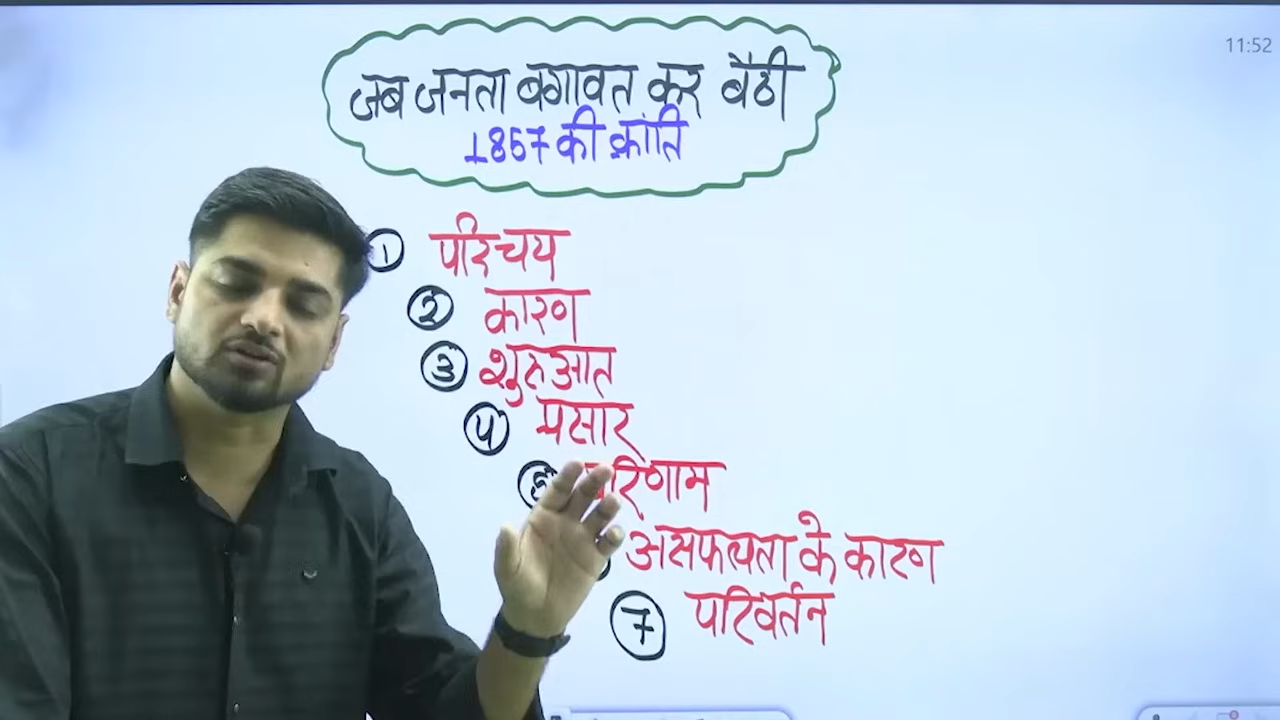 11:52
जब जनता बगावत कर बैठी
1857 की क्रांति
1 परिचय
2 कारण
3 शुरुआत
4 प्रसार
5 परिणाम
असफलता के कारण
7 परिवर्तन